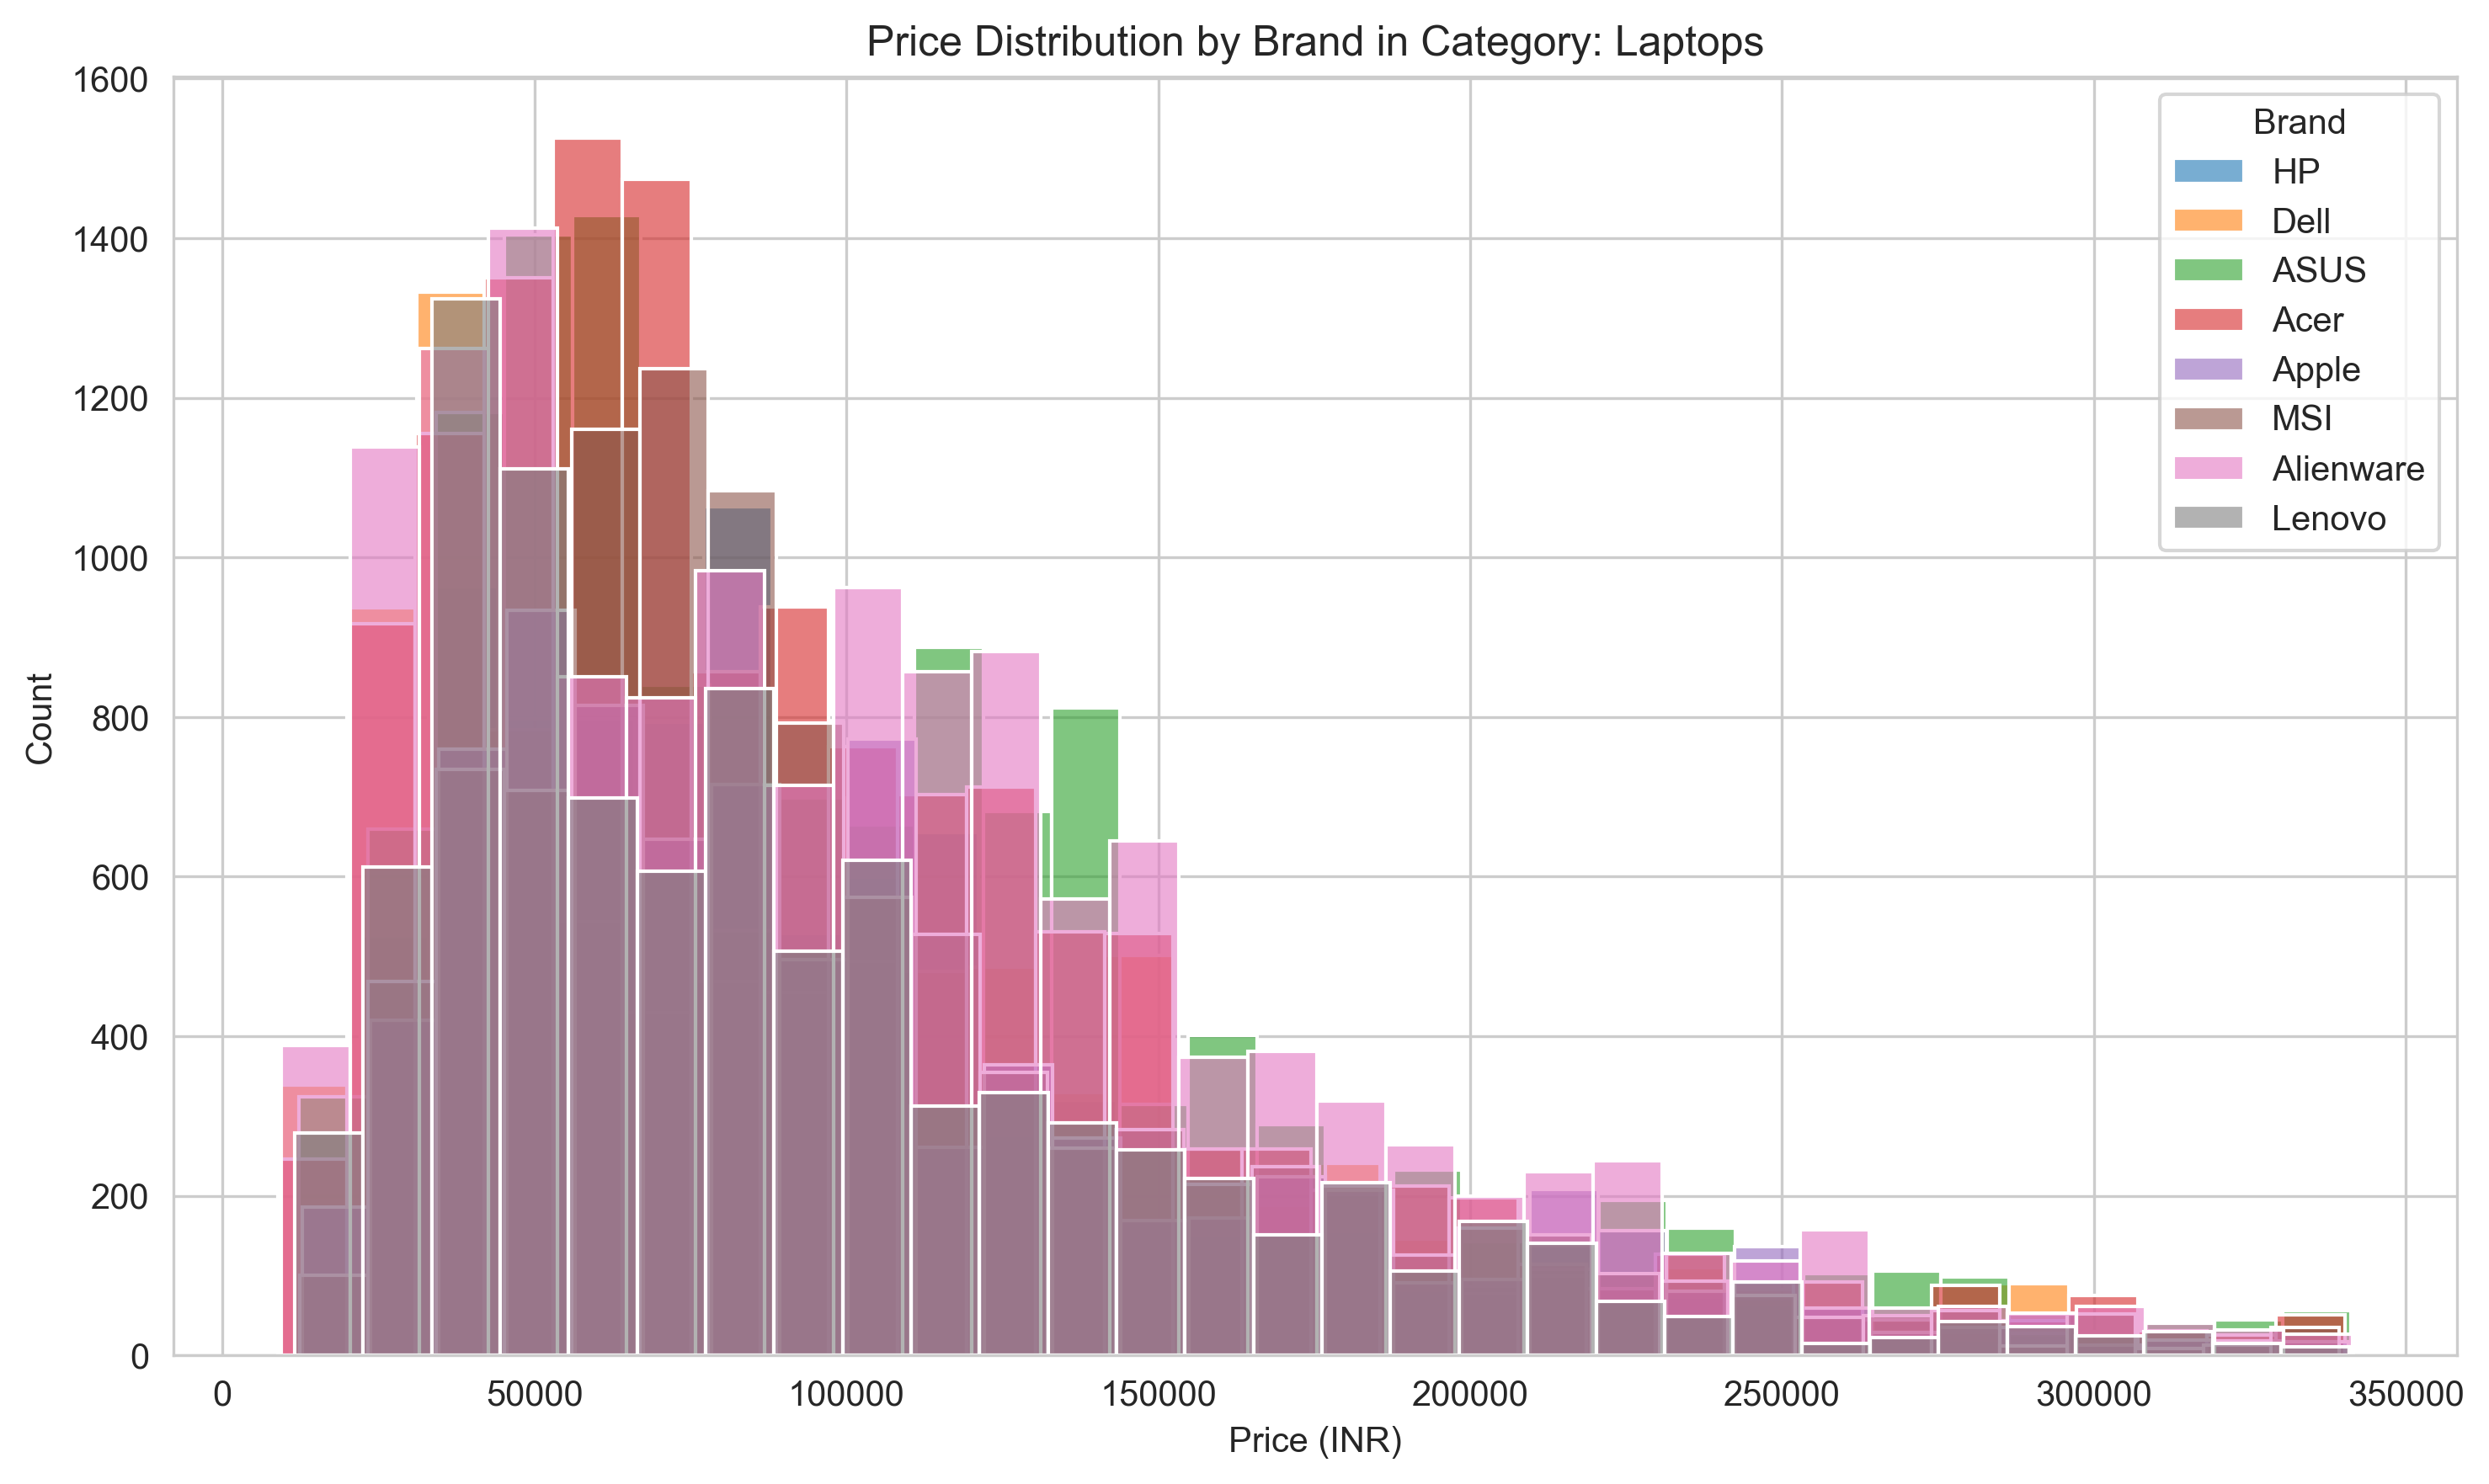 Price Distribution by Brand in Category: Laptops
1600
1400
1200
1000
800
600
400
200
0
Count
0 50000 100000 150000 200000 250000 300000 350000
Price (INR)
Brand
HP
Dell
ASUS
Acer
Apple
MSI
Alienware
Lenovo